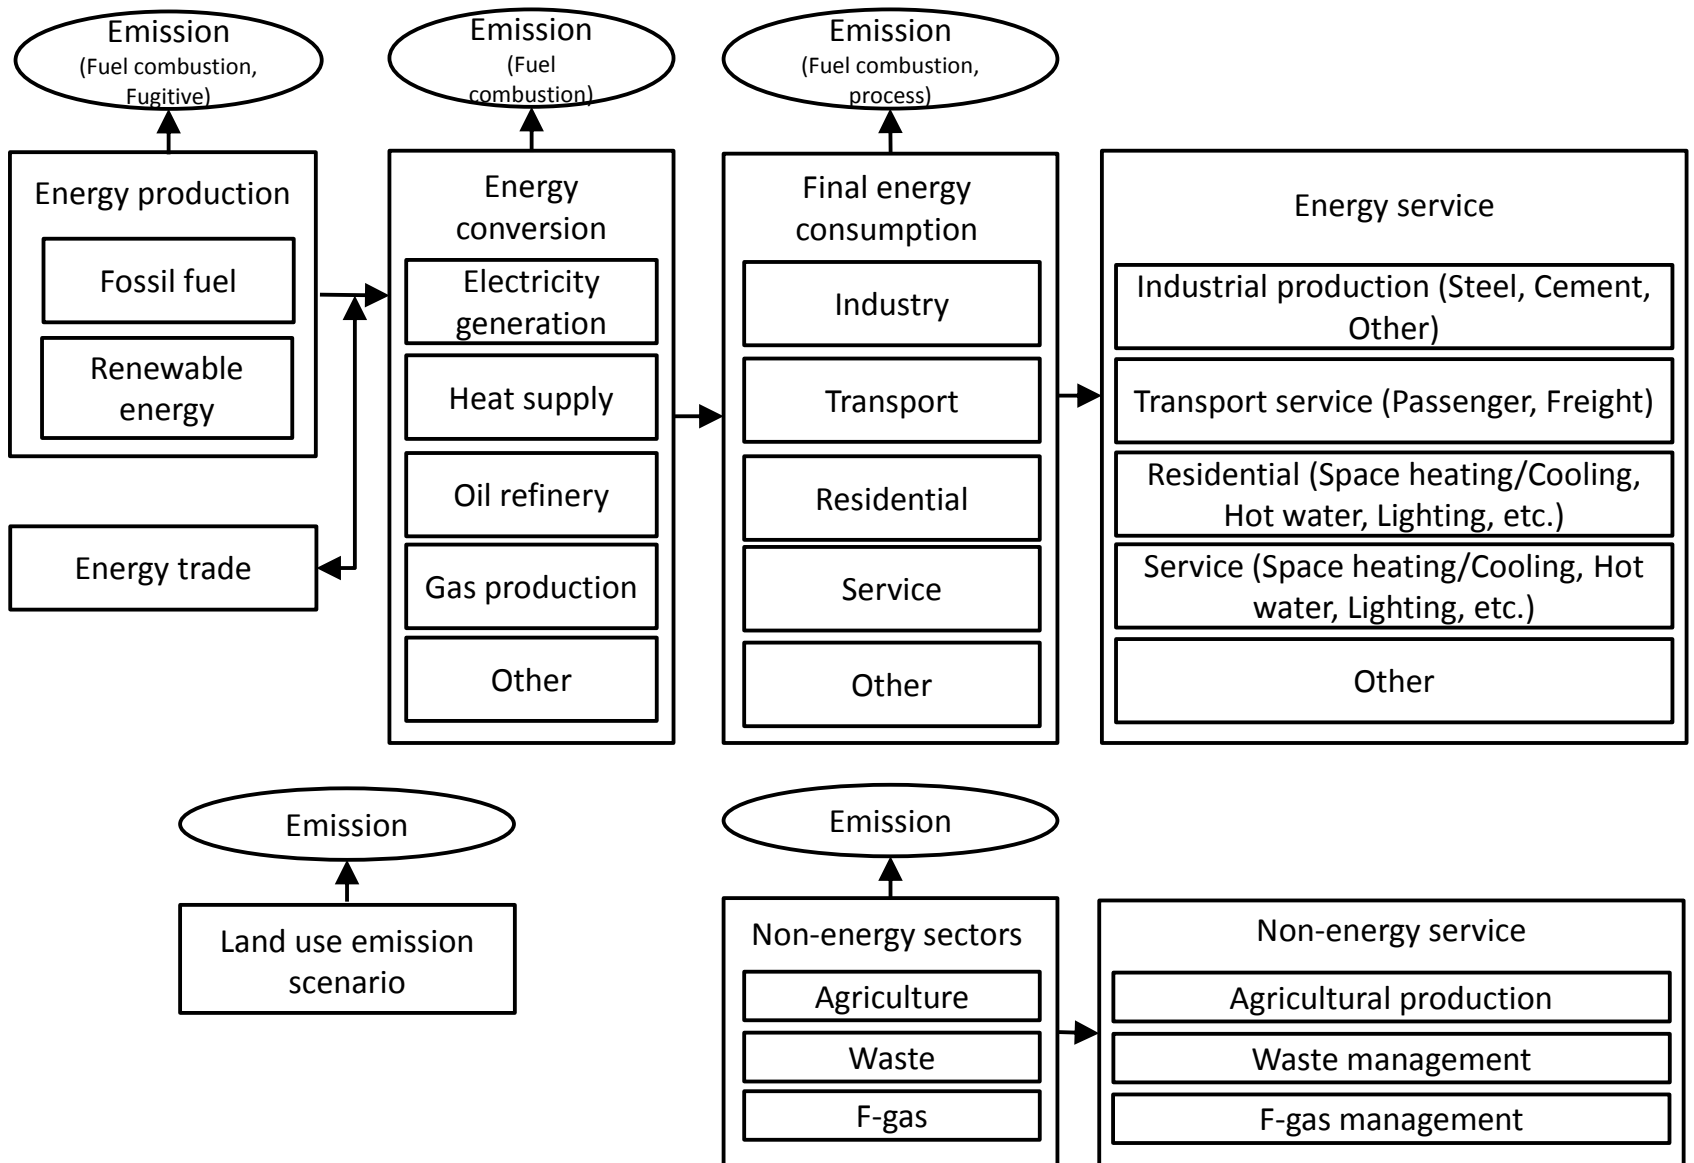 Emission
(Fuel combustion,
Fugitive)
Emission
(Fuel
combustion)
Emission
(Fuel combustion,
process)
Energy production
Fossil fuel
Renewable
energy
Energy trade
Energy
conversion
Electricity
generation
Heat supply
Oil refinery
Gas production
Other
Final energy
consumption
Industry
Transport
Residential
Service
Other
Energy service
Industrial production (Steel, Cement,
Other)
Transport service (Passenger, Freight)
Residential (Space heating/Cooling,
Hot water, Lighting, etc.)
Service (Space heating/Cooling, Hot
water, Lighting, etc.)
Other
Emission
Land use emission
scenario
Emission
Non-energy sectors
Agriculture
Waste
F-gas
Non-energy service
Agricultural production
Waste management
F-gas management